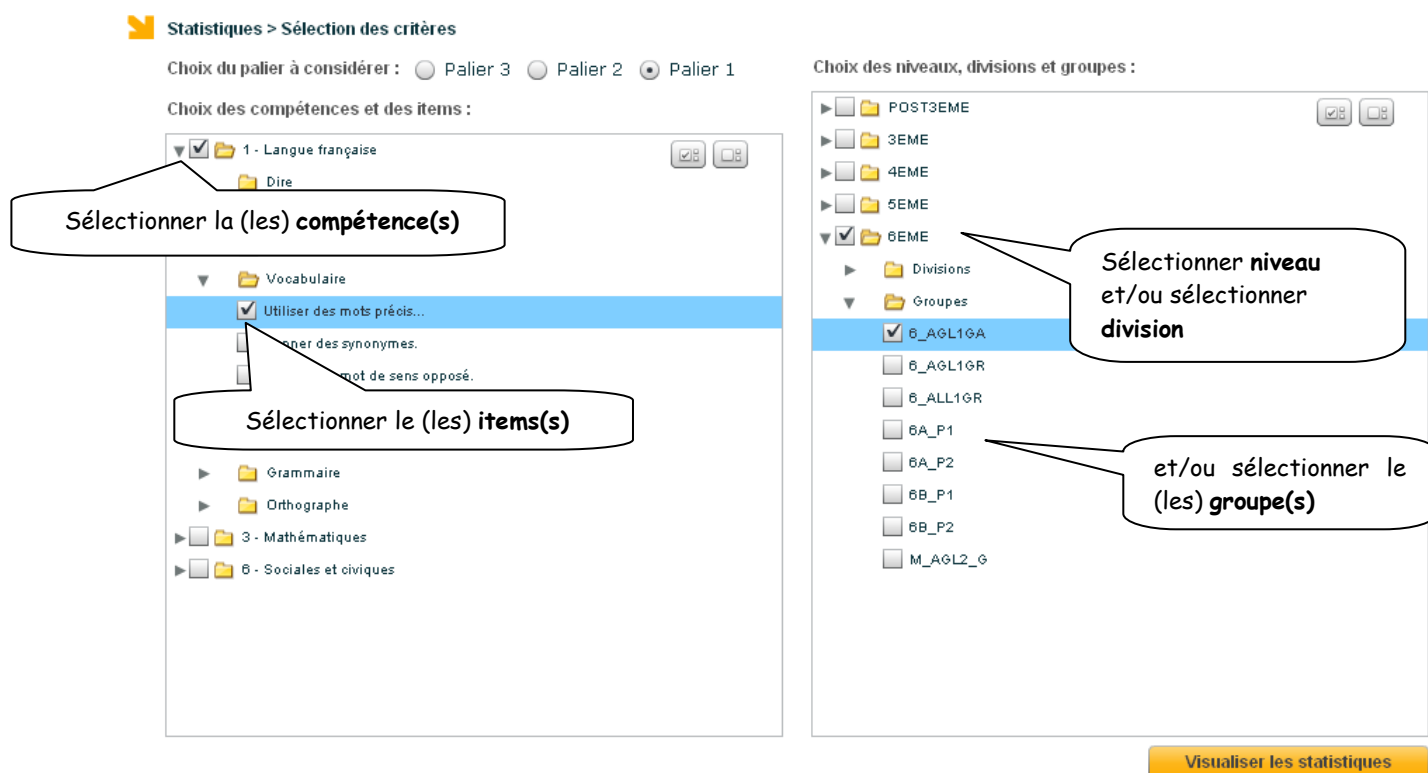 Statistiques > Sélection des critères
Choix du palier à considérer : Palier 3 Palier 2 Palier 1
Choix des compétences et des items :
1 - Langue française
Dire
Sélectionner la (les) compétence(s)
Vocabulaire
Utiliser des mots précis...
ner des synonymes.
mot de sens opposé.
Sélectionner le (les) items(s)
Grammaire
Orthographe
3 - Mathématiques
6 - Sociales et civiques
Choix des niveaux, divisions et groupes :
POST3EME
3EME
4EME
5EME
6EME
Sélectionner niveau
et/ou sélectionner
division
Divisions
Groupes
6_AGL1GA
6_AGL1GR
6_ALL1GR
6A_P1
6A_P2
6B_P1
6B_P2
M_AGL2_G
et/ou sélectionner le
(les) groupe(s)
Visualiser les statistiques